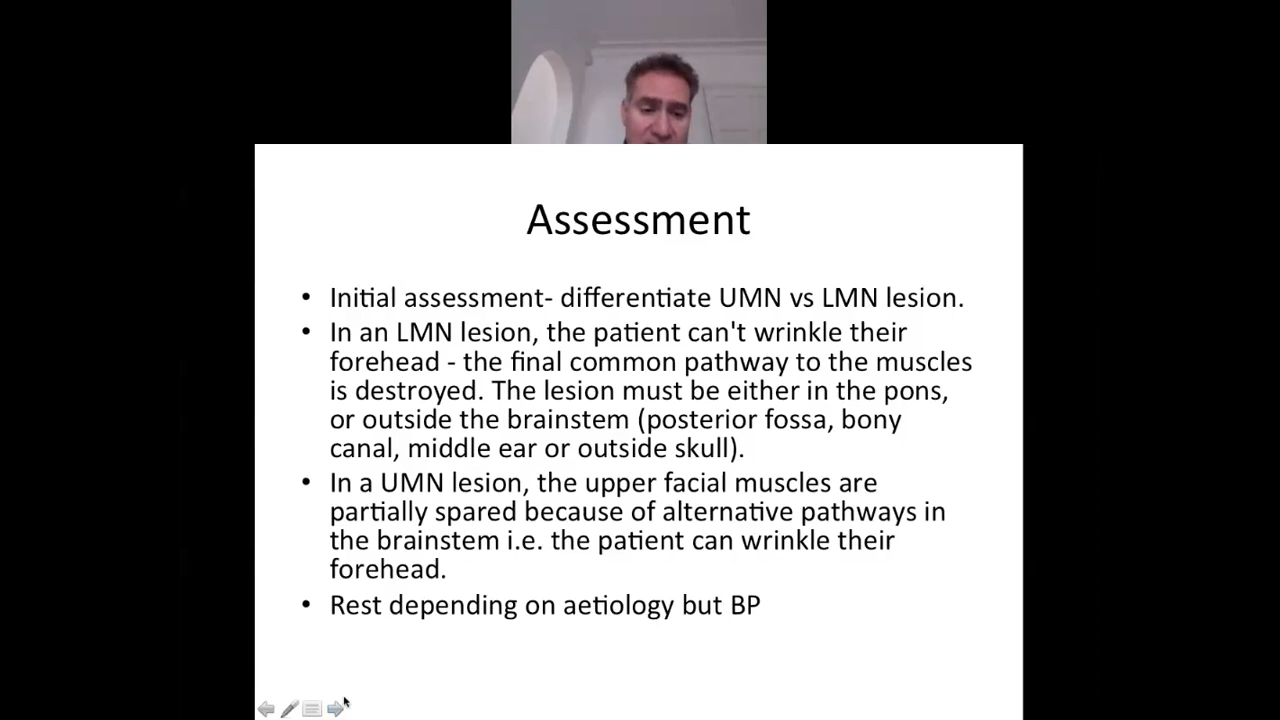 Assessment
• Initial assessment- differentiate UMN vs LMN lesion.
• In an LMN lesion, the patient can't wrinkle their
forehead - the final common pathway to the muscles
is destroyed. The lesion must be either in the pons,
or outside the brainstem (posterior fossa, bony
canal, middle ear or outside skull).
• In a UMN lesion, the upper facial muscles are
partially spared because of alternative pathways in
the brainstem i.e. the patient can wrinkle their
forehead.
• Rest depending on aetiology but BP